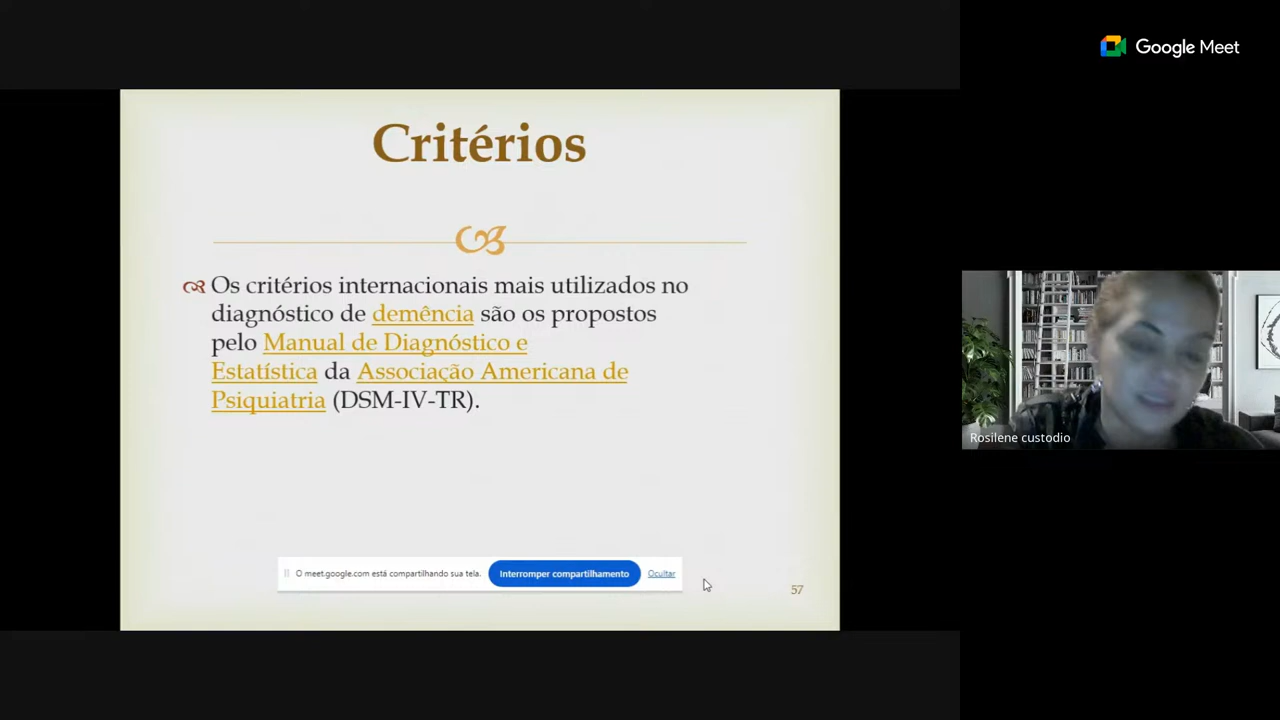 Google Meet
Critérios
Os critérios internacionais mais utilizados no
diagnóstico de demência são os propostos
pelo Manual de Diagnóstico e
Estatística da Associação Americana de
Psiquiatria (DSM-IV-TR).
Rosilene custodio
O meet.google.com está compartilhando sua tela. Interromper compartilhamento Ocultar
57